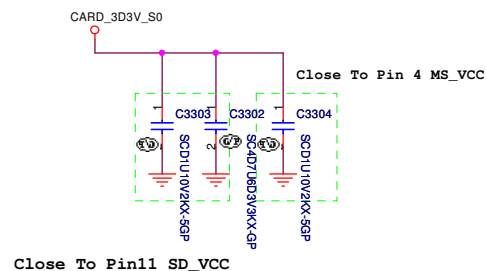 CARD_3D3V_S0
Close To Pin 4 MS_VCC
1
C3303
1
C3302
1
C3304
2
SCD1U10V2KX-5GP
SC4D7U6D3V3KX-GP
SCD1U10V2KX-5GP
Close To Pin11 SD_VCC